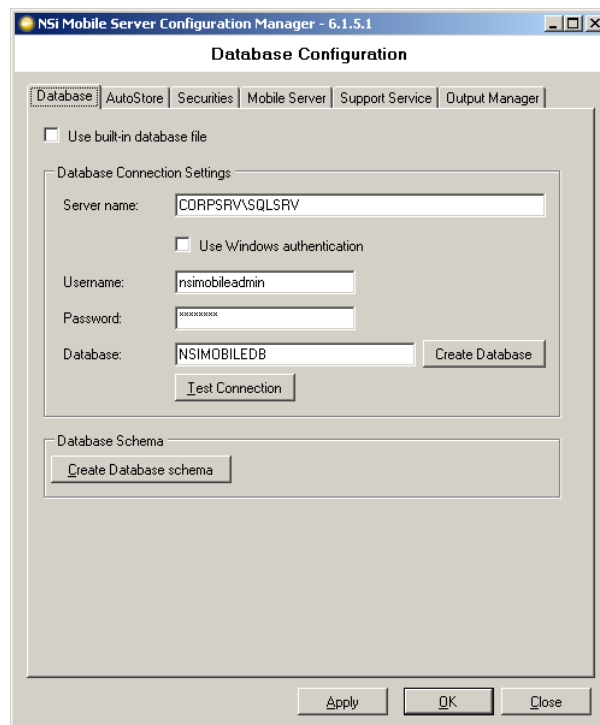 NSi Mobile Server Configuration Manager - 6.1.5.1
Database Configuration
Database AutoStore Securities Mobile Server Support Service Output Manager
Use built-in database file
Database Connection Settings
Server name: CORPSRV\SQLSRV
Use Windows authentication
Username: nsimobileadmin
Password: ********
Database: NSIMOBILEDB Create Database
Test Connection
Database Schema
Create Database schema
Apply OK Close